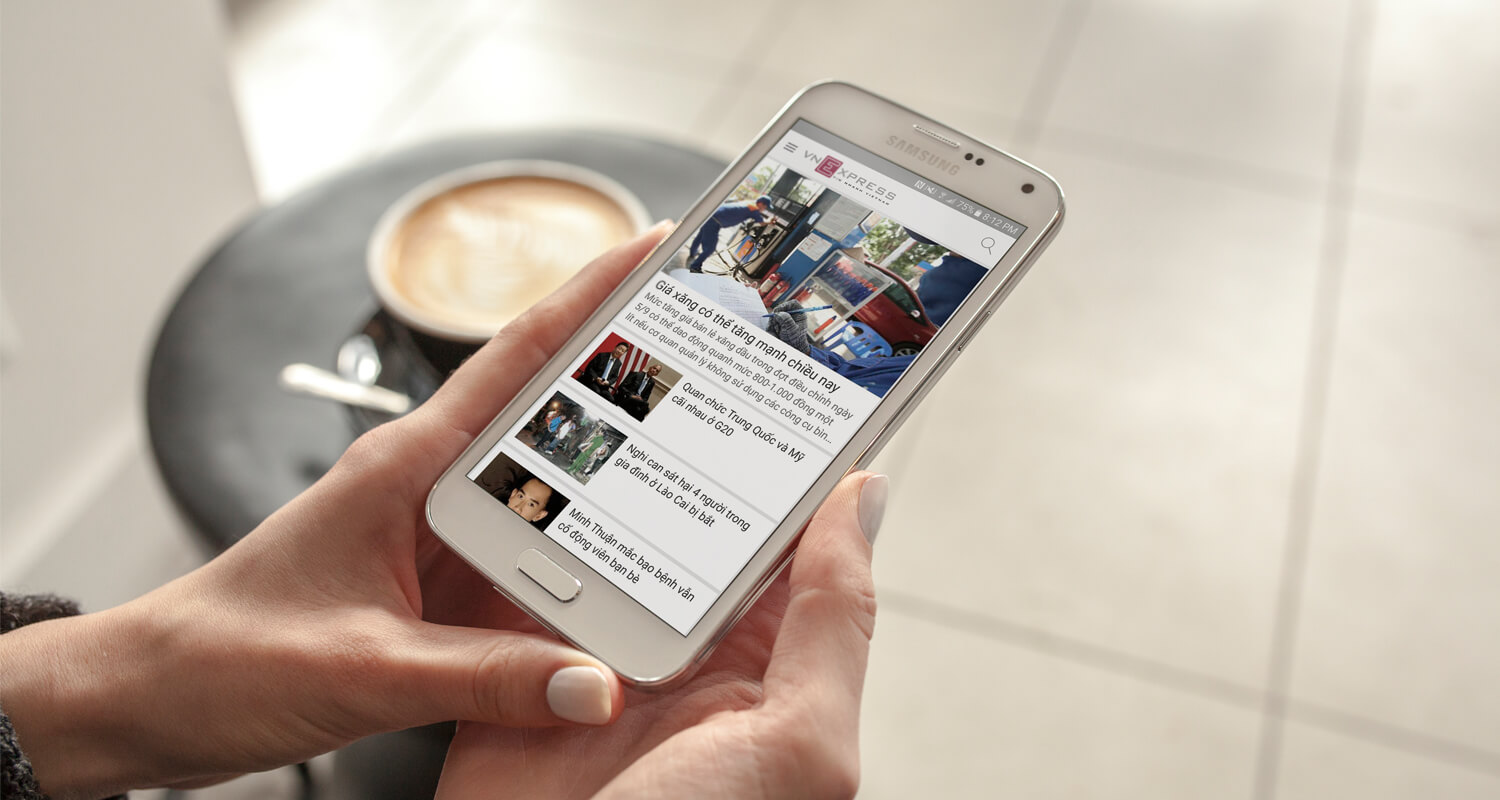 SAMSUNG
75% 8:12 PM
VNEXPRESS
TIN NHANH VIETNAM
Giá xăng có thể tăng mạnh chiều nay
Mức tăng giá bán lẻ xăng dầu trong đợt điều chỉnh ngày
5/9 có thể dao động quanh mức 800-1.000 đồng một
lít nếu cơ quan quản lý không sử dụng các công cụ bìn...
Quan chức Trung Quốc và Mỹ
cãi nhau ở G20
Nghi can sát hại 4 người trong
gia đình ở Lào Cai bị bắt
Minh Thuận mắc bạo bệnh vẫn
cố động viên bạn bè